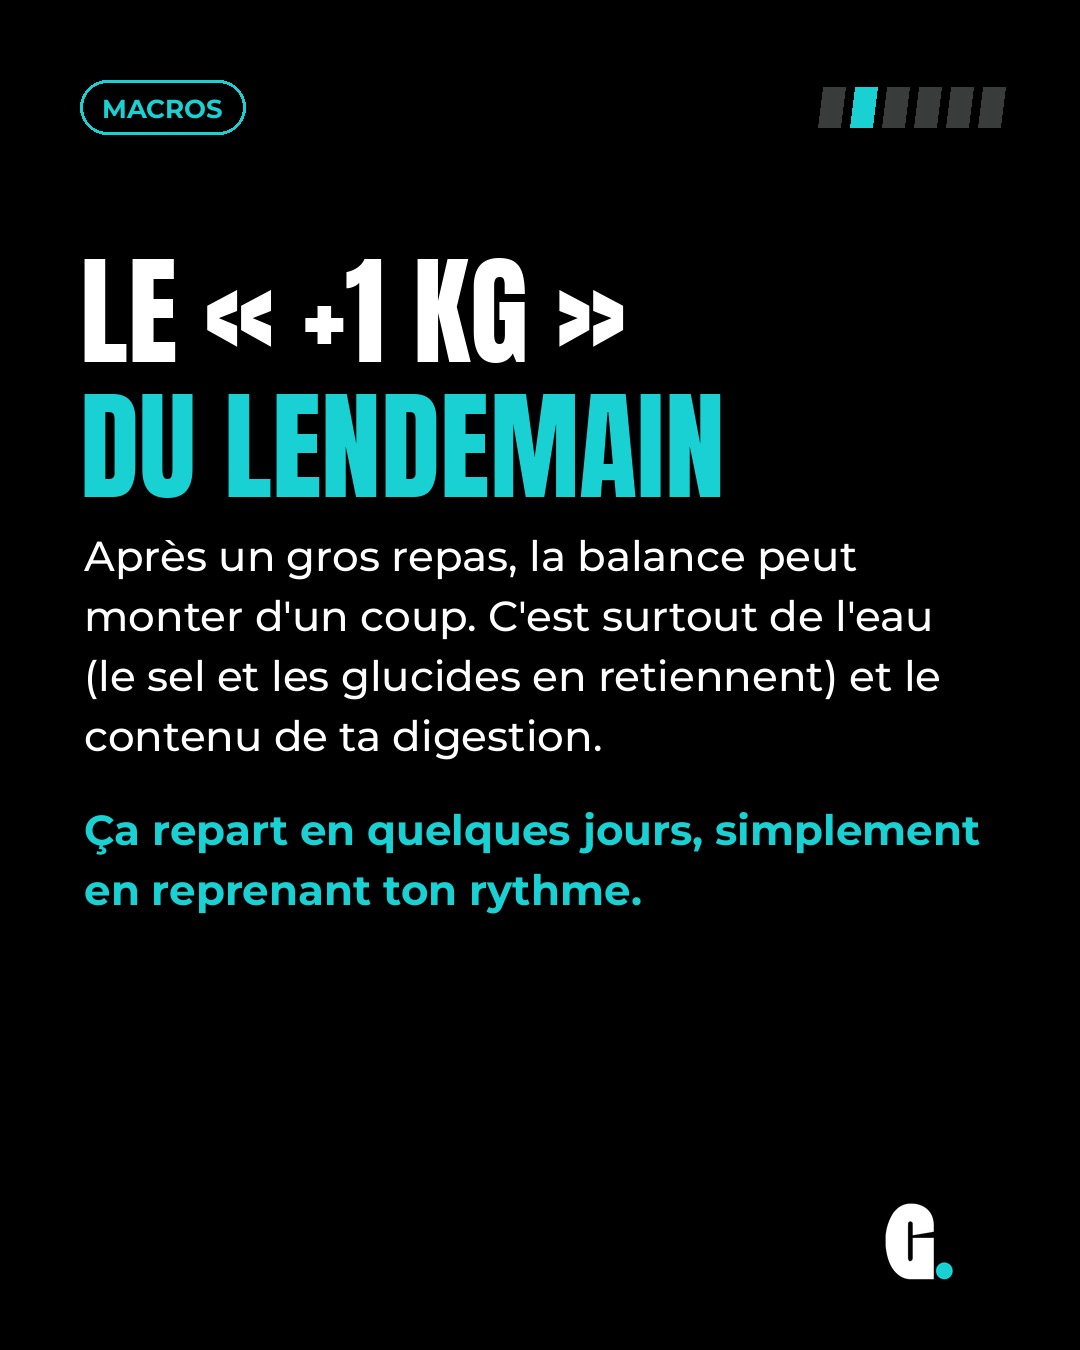 MACROS
LE « +1 KG »
DU LENDEMAIN
Après un gros repas, la balance peut
monter d'un coup. C'est surtout de l'eau
(le sel et les glucides en retiennent) et le
contenu de ta digestion.
Ça repart en quelques jours, simplement
en reprenant ton rythme.
G.